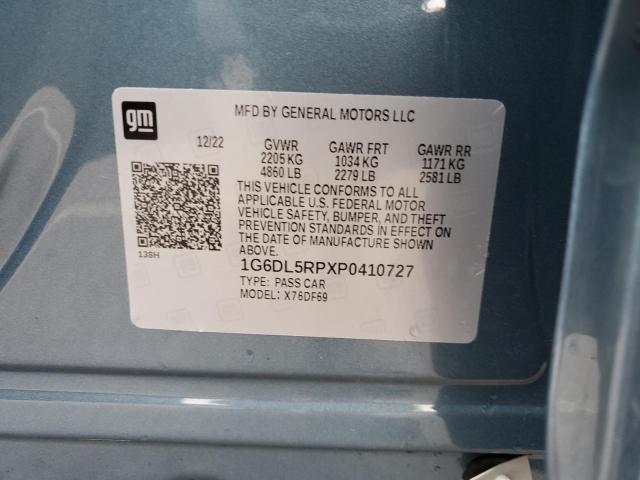 gm
MFD BY GENERAL MOTORS LLC
12/22 GVWR GAWR FRT GAWR RR
2205 KG 1034 KG 1171 KG
4860 LB 2279 LB 2581 LB
THIS VEHICLE CONFORMS TO ALL
APPLICABLE U.S. FEDERAL MOTOR
VEHICLE SAFETY, BUMPER, AND THEFT
PREVENTION STANDARDS IN EFFECT ON
THE DATE OF MANUFACTURE SHOWN
ABOVE.
138H
1G6DL5RPXP0410727
TYPE: PASS CAR
MODEL: X76DF69